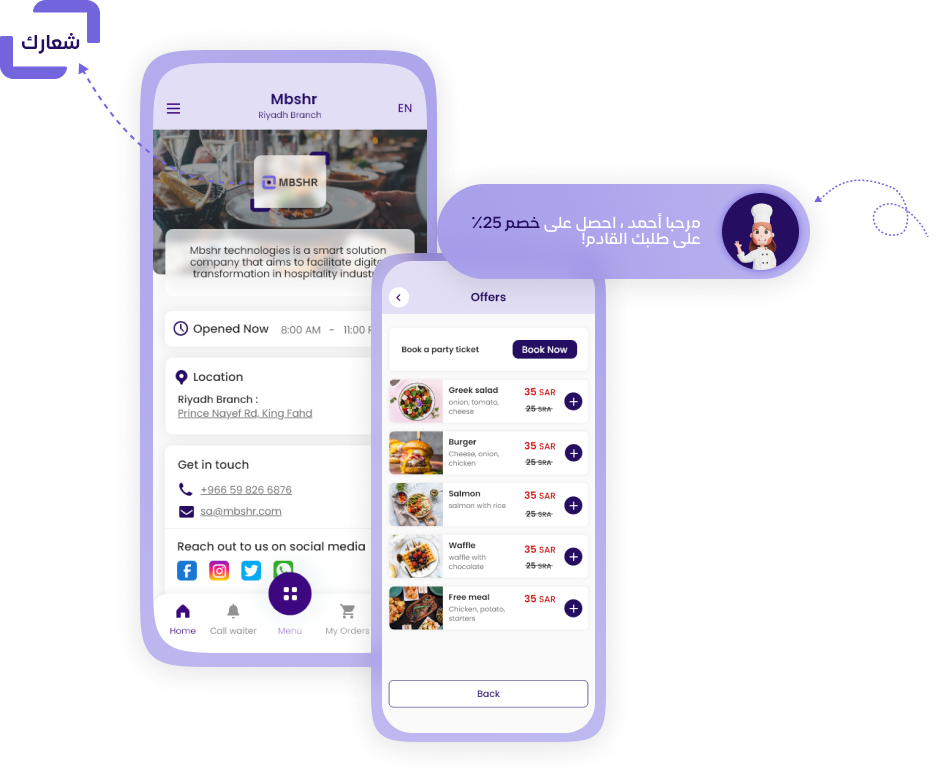 شعارك
Mbshr
Riyadh Branch
EN
MBSHR
Mbshr technologies is a smart solution
company that aims to facilitate digit
transformation in hospitality indust
Opened Now 8:00 AM - 11:00
Location
Riyadh Branch :
Prince Nayef Rd, King Fahd
Get in touch
+966 59 826 6876
sa@mbshr.com
Reach out to us on social media
Home Call waiter Menu My Orders
مرحبا أحمد ، احصل على خصم 25٪
على طلبك القادم!
Offers
Book a party ticket Book Now
Greek salad 35 SAR
onion, tomato,
cheese 25 SRA
Burger 35 SAR
Cheese, onion,
chicken 25 SRA
Salmon 35 SAR
salmon with rice
25 SRA
Waffle 35 SAR
waffle with
chocolate 25 SRA
Free meal 35 SAR
Chicken, potato,
starters
Back